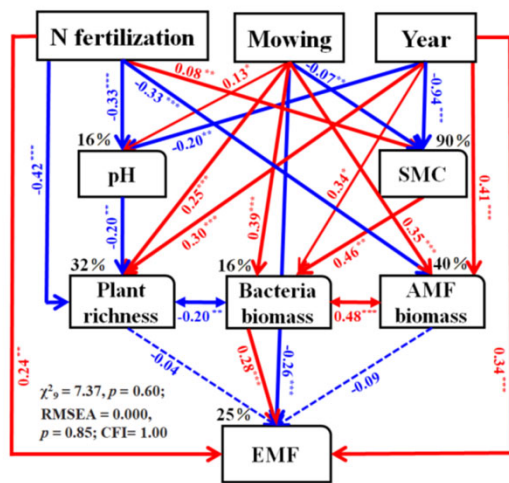 N fertilization
Mowing
Year
0.08**
0.13*
-0.07**
-0.33***
-0.33***
-0.94***
-0.20**
16%
90%
pH
SMC
-0.42***
0.25***
0.34*
0.41***
-0.20**
0.30***
0.39***
0.46**
0.35***
32%
16%
40%
Plant
richness
Bacteria
biomass
AMF
biomass
-0.20**
0.48***
-0.04
0.28***
-0.26***
-0.09
0.24**
0.34***
χ²₉ = 7.37, p = 0.60;
RMSEA = 0.000,
p = 0.85; CFI= 1.00
25%
EMF